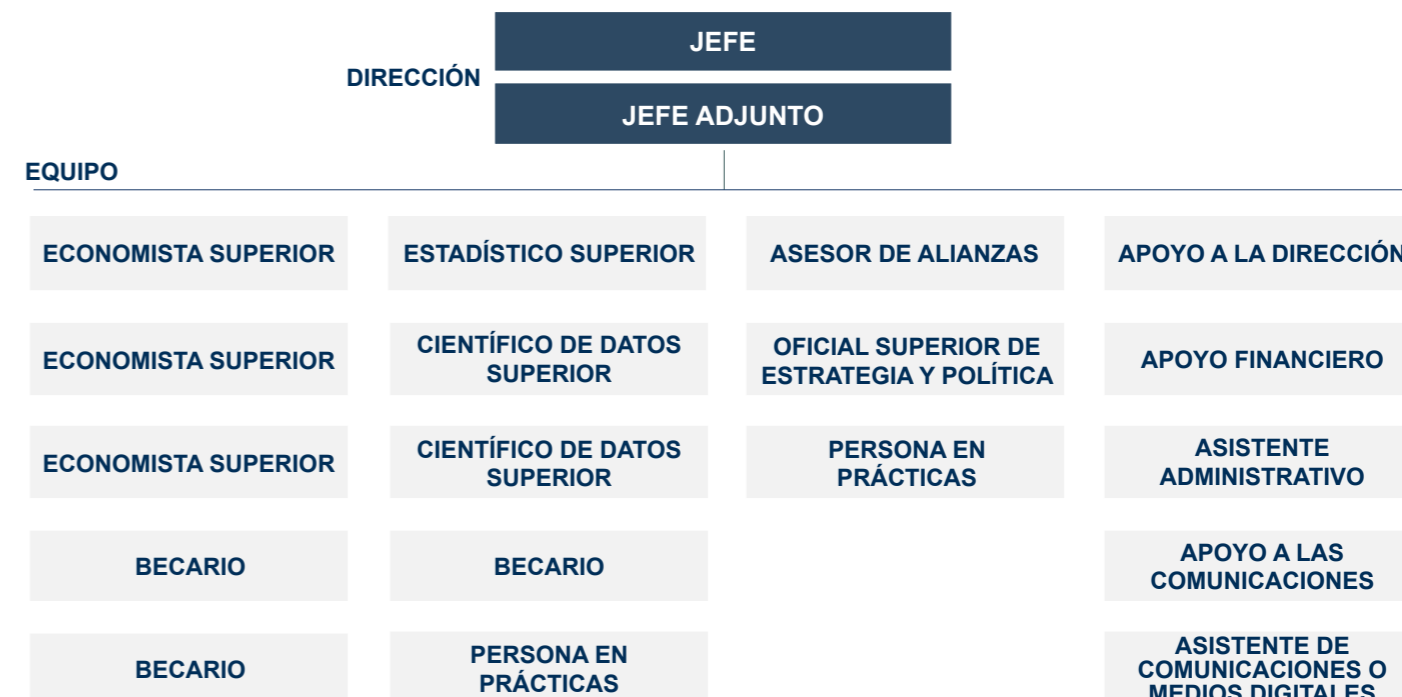 JEFE
DIRECCIÓN
JEFE ADJUNTO
EQUIPO
ECONOMISTA SUPERIOR
ESTADÍSTICO SUPERIOR
ASESOR DE ALIANZAS
APOYO A LA DIRECCIÓN
ECONOMISTA SUPERIOR
CIENTÍFICO DE DATOS
SUPERIOR
OFICIAL SUPERIOR DE
ESTRATEGIA Y POLÍTICA
APOYO FINANCIERO
ECONOMISTA SUPERIOR
CIENTÍFICO DE DATOS
SUPERIOR
PERSONA EN
PRÁCTICAS
ASISTENTE
ADMINISTRATIVO
BECARIO
BECARIO
APOYO A LAS
COMUNICACIONES
BECARIO
PERSONA EN
PRÁCTICAS
ASISTENTE DE
COMUNICACIONES O
MEDIOS DIGITALES